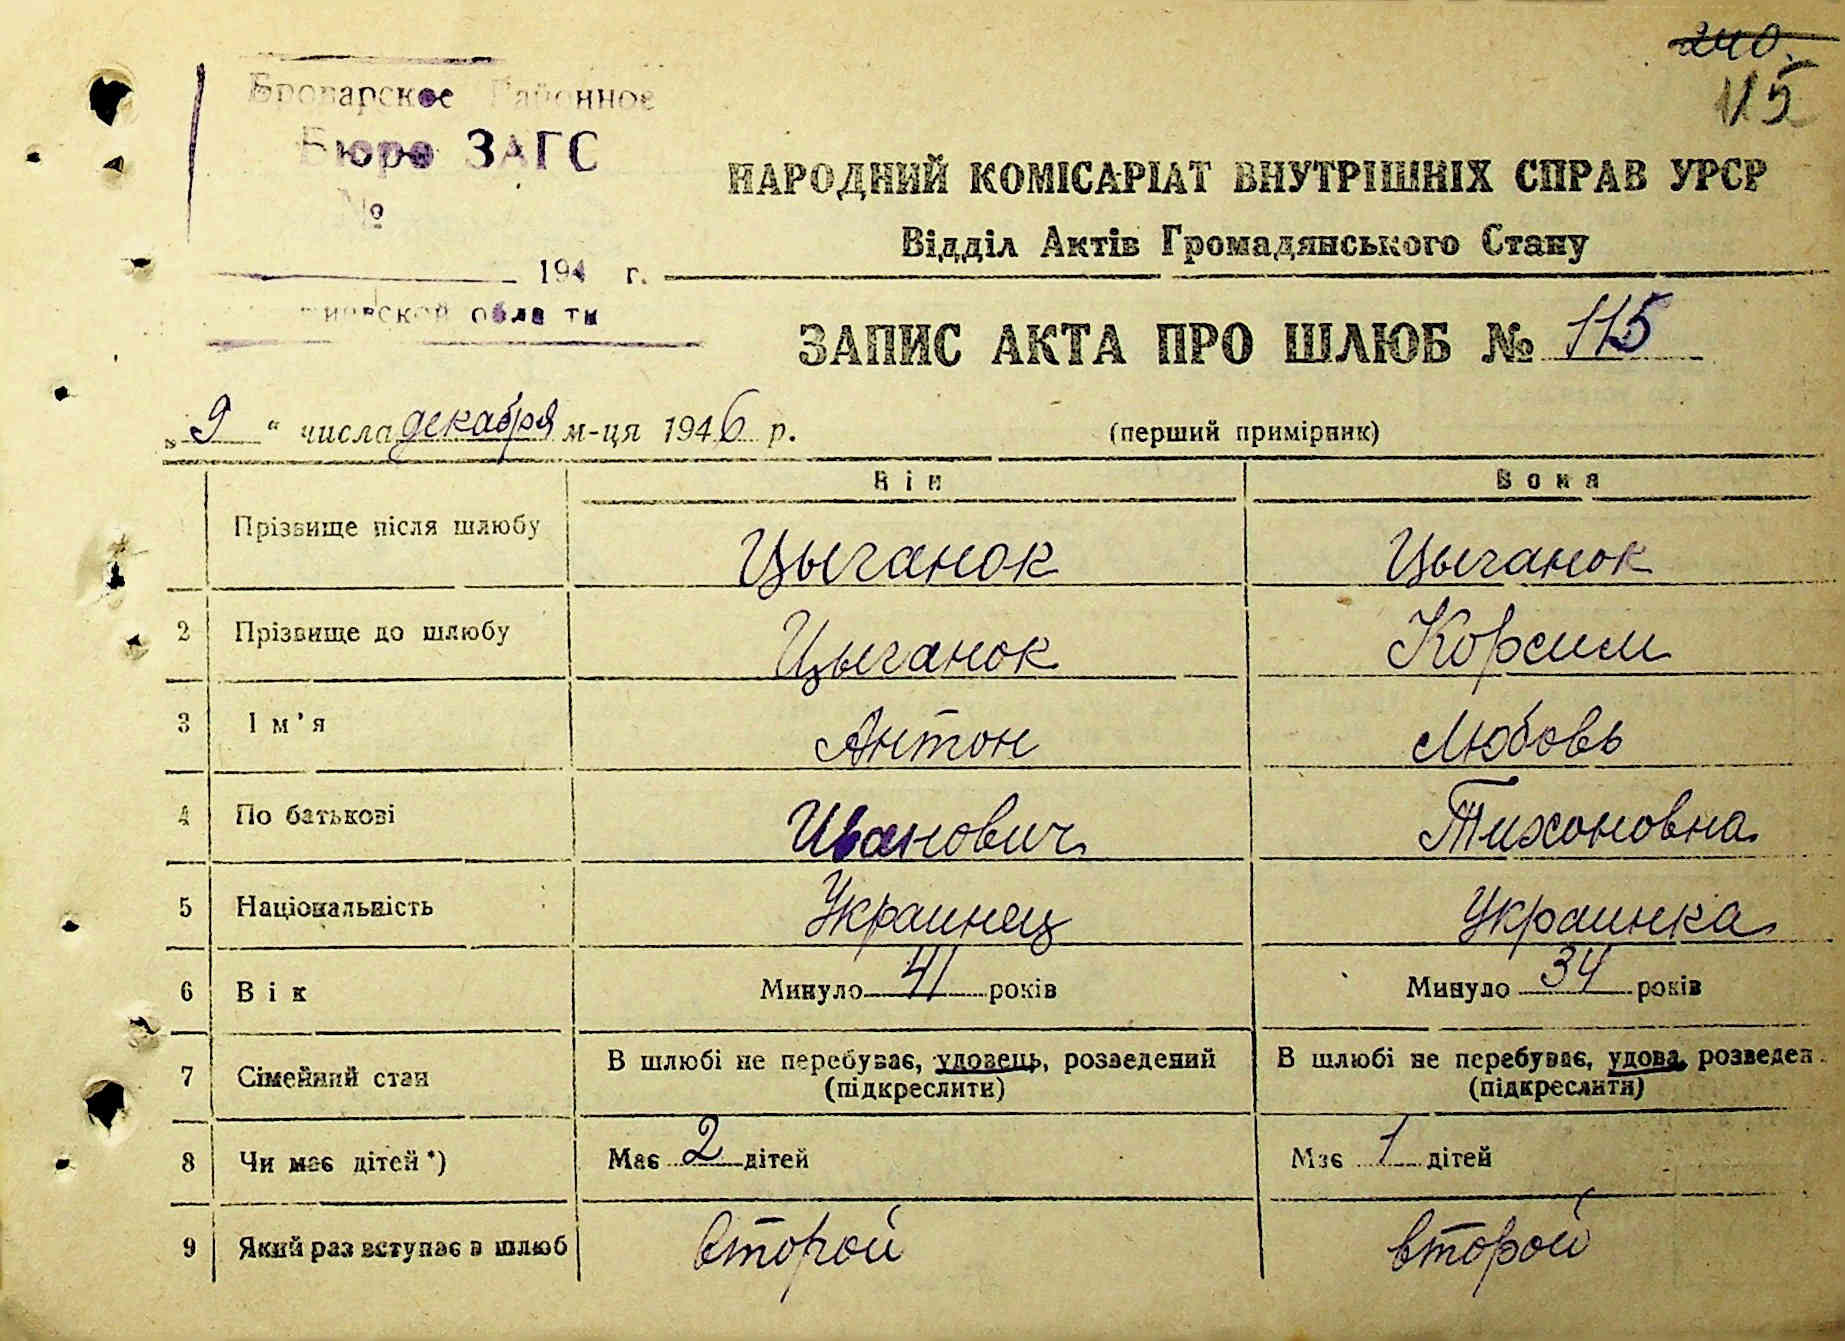 240.
115
Броварское Районное
Бюро ЗАГС
№
194 г.
НАРОДНИЙ КОМІСАРІАТ ВНУТРІШНІХ СПРАВ УРСР
Відділ Актів Громадянського Стану
ЗАПИС АКТА ПРО ШЛЮБ № 115
„ 9 “ числа декабря м-ця 1946 р. (перший примірник)
Він Вона
Прізвище після шлюбу Цыганок Цыганок
2 Прізвище до шлюбу Цыганок
3 Ім'я Антон Любовь
4 По батькові Иванович Тихоновна
5 Національність Украинец Украинка
6 Вік Минуло 41 років Минуло 34 років
7 Сімейний стан В шлюбі не перебуває, удовець, розведений В шлюбі не перебуває, удова, розведен
(підкреслити) (підкреслити)
8 Чи має дітей*) Має 2 дітей Має 1 дітей
9 Який раз вступає в шлюб второй второй